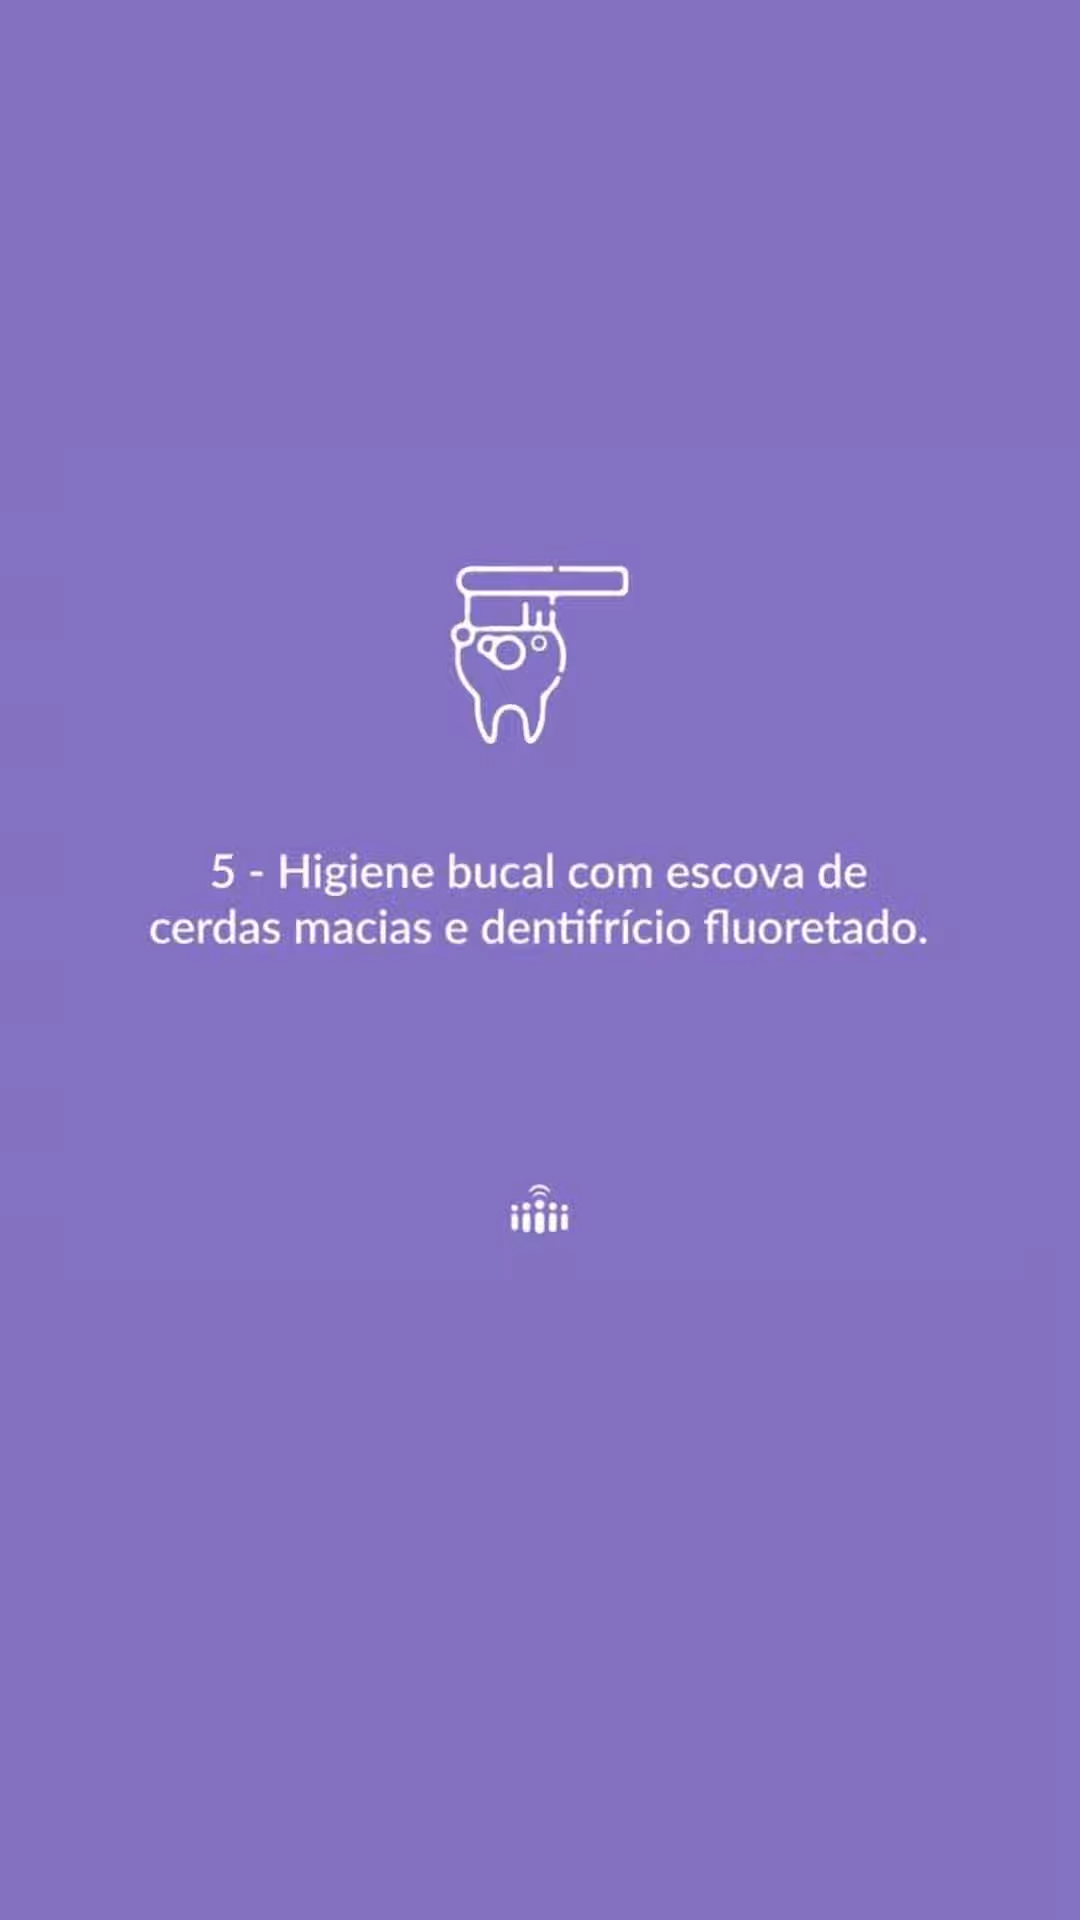 5 - Higiene bucal com escova de
cerdas macias e dentifrício fluoretado.